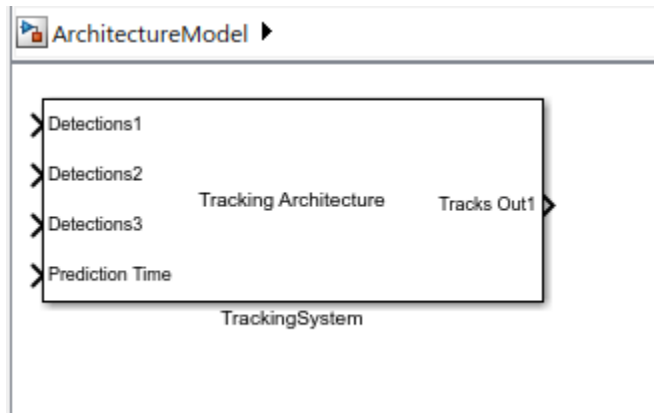 ArchitectureModel
Detections1
Detections2
Tracking Architecture
Tracks Out1
Detections3
Prediction Time
TrackingSystem